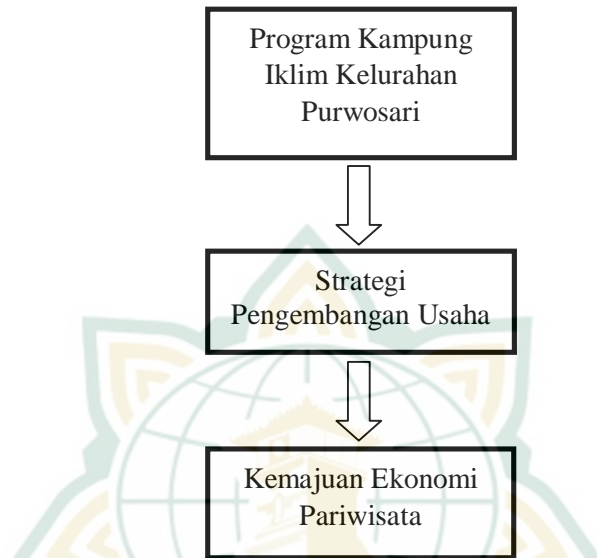 Program Kampung
Iklim Kelurahan
Purwosari
Strategi
Pengembangan Usaha
Kemajuan Ekonomi
Pariwisata